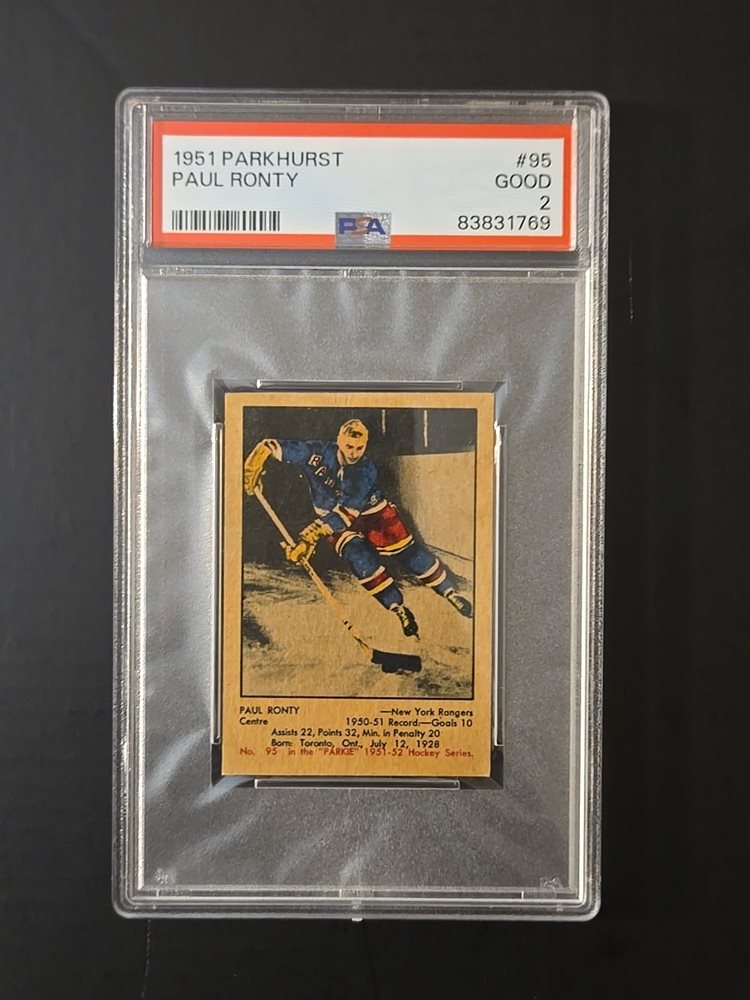 1951 PARKHURST #95
PAUL RONTY GOOD
2
PSA 83831769
PAUL RONTY —New York Rangers
Centre 1950-51 Record:—Goals 10
Assists 22, Points 32, Min. in Penalty 20
Born: Toronto, Ont., July 12, 1928
No. 95 in the "PARKIE" 1951-52 Hockey Series.